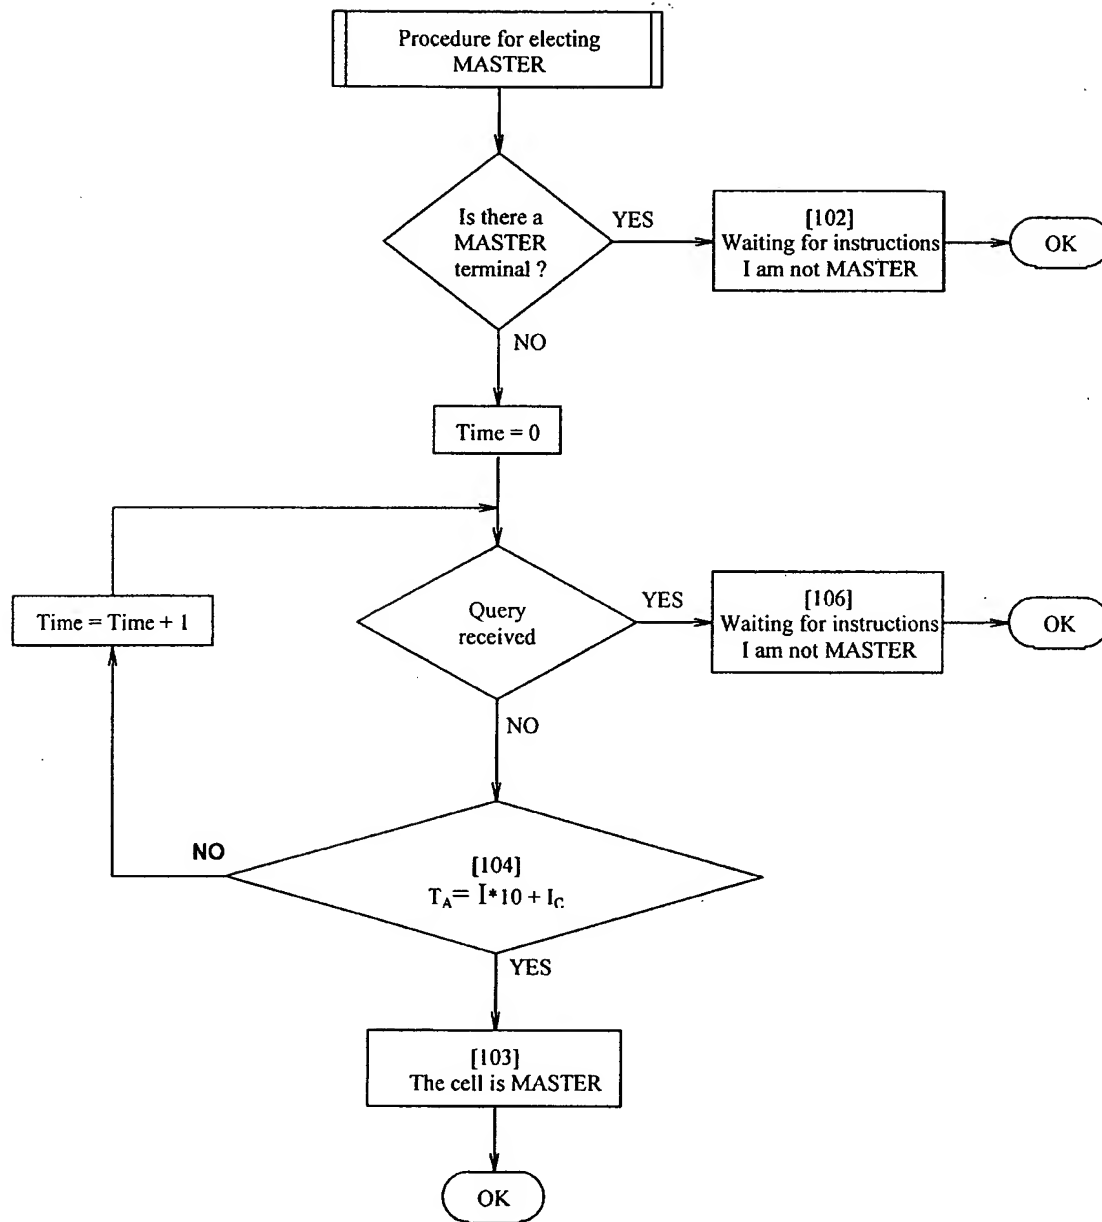 Procedure for electing
MASTER
Is there a
MASTER
terminal ?
YES
[102]
Waiting for instructions
I am not MASTER
OK
NO
Time = 0
Time = Time + 1
Query
received
YES
[106]
Waiting for instructions
I am not MASTER
OK
NO
NO
[104]
T_A= I*10 + I_C
YES
[103]
The cell is MASTER
OK